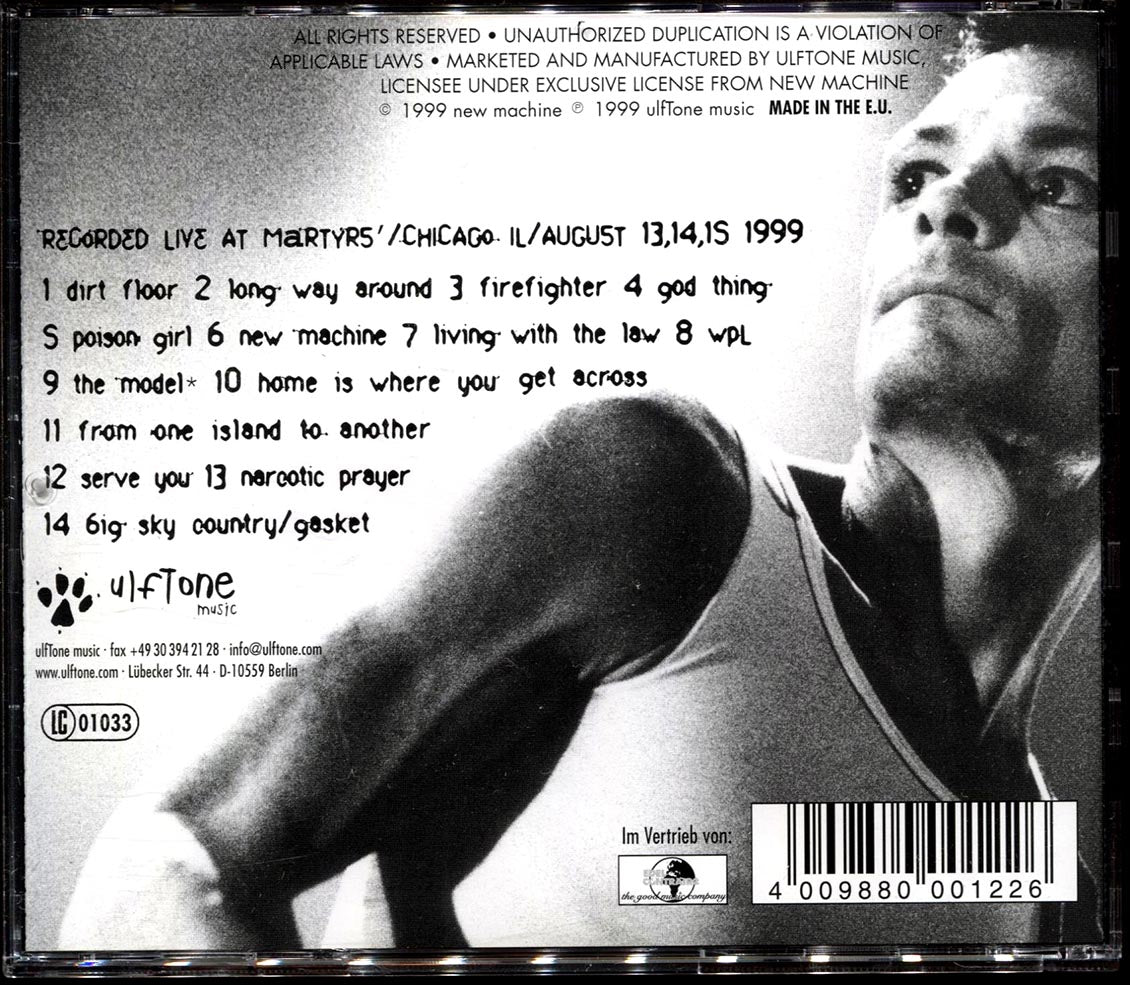 ALL RIGHTS RESERVED • UNAUTHORIZED DUPLICATION IS A VIOLATION OF
APPLICABLE LAWS • MARKETED AND MANUFACTURED BY ULFTONE MUSIC,
LICENSEE UNDER EXCLUSIVE LICENSE FROM NEW MACHINE
© 1999 new machine ℗ 1999 ulfTone music MADE IN THE E.U.
RECORDED LIVE AT MaRTYRS'/CHICAGO IL/AUGUST 13,14,15 1999
1 dirt floor 2 long way around 3 firefighter 4 god thing
5 poison girl 6 new machine 7 living with the law 8 wpL
9 the model* 10 home is where you get across
11 from one island to another
12 serve you 13 narcotic prayer
14 big sky country/gasket
ulfTone
music
ulfTone music · fax +49 30 394 21 28 · info@ulftone.com
www.ulftone.com · Lübecker Str. 44 · D-10559 Berlin
LC 01033
Im Vertrieb von:
the good music company
4 009880 001226